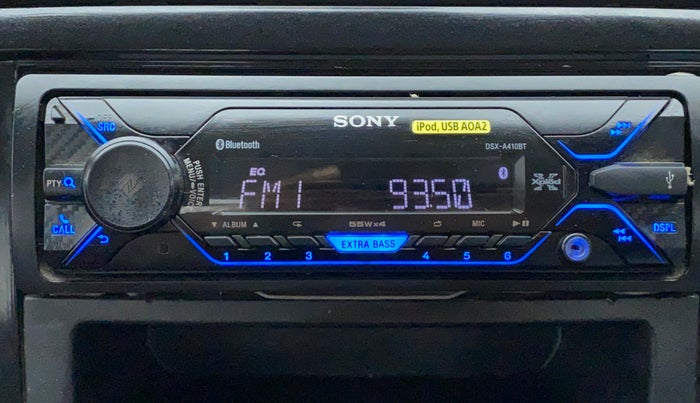 SONY
iPod, USB AOA2
SRC
Bluetooth
DSX-A410BT
PUSH ENTER
MENU VOICE
PTY
EQ
FM1 93.50
Xplod
ALBUM
55W×4
MIC
CALL
EXTRA BASS
DSPL
1 2 3 4 5 6